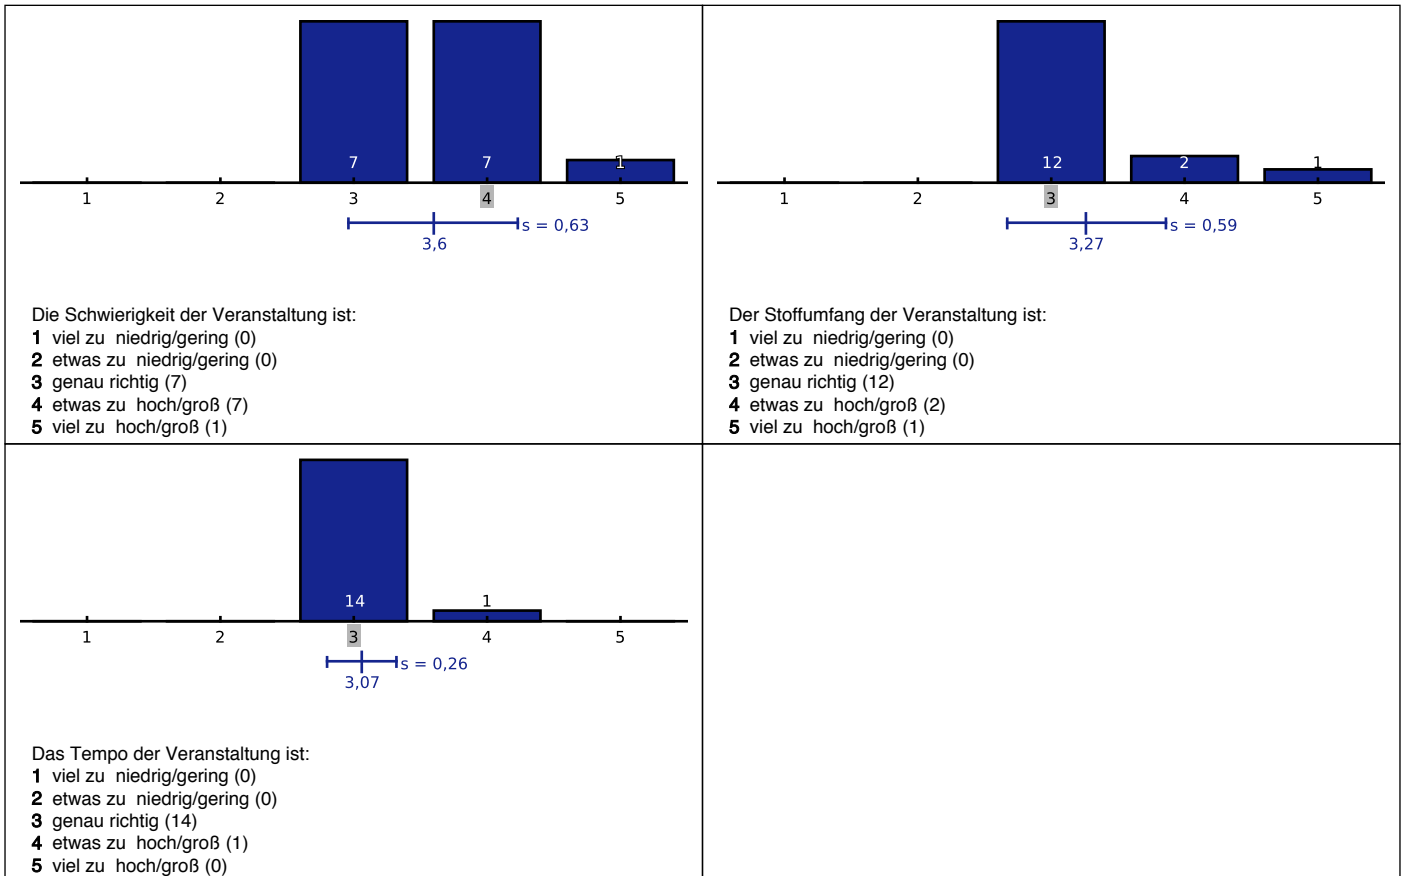 7
7
1
1
2
3
4
5
s = 0,63
3,6
Die Schwierigkeit der Veranstaltung ist:
1 viel zu niedrig/gering (0)
2 etwas zu niedrig/gering (0)
3 genau richtig (7)
4 etwas zu hoch/groß (7)
5 viel zu hoch/groß (1)
12
2
1
1
2
3
4
5
s = 0,59
3,27
Der Stoffumfang der Veranstaltung ist:
1 viel zu niedrig/gering (0)
2 etwas zu niedrig/gering (0)
3 genau richtig (12)
4 etwas zu hoch/groß (2)
5 viel zu hoch/groß (1)
14
1
1
2
3
4
5
s = 0,26
3,07
Das Tempo der Veranstaltung ist:
1 viel zu niedrig/gering (0)
2 etwas zu niedrig/gering (0)
3 genau richtig (14)
4 etwas zu hoch/groß (1)
5 viel zu hoch/groß (0)